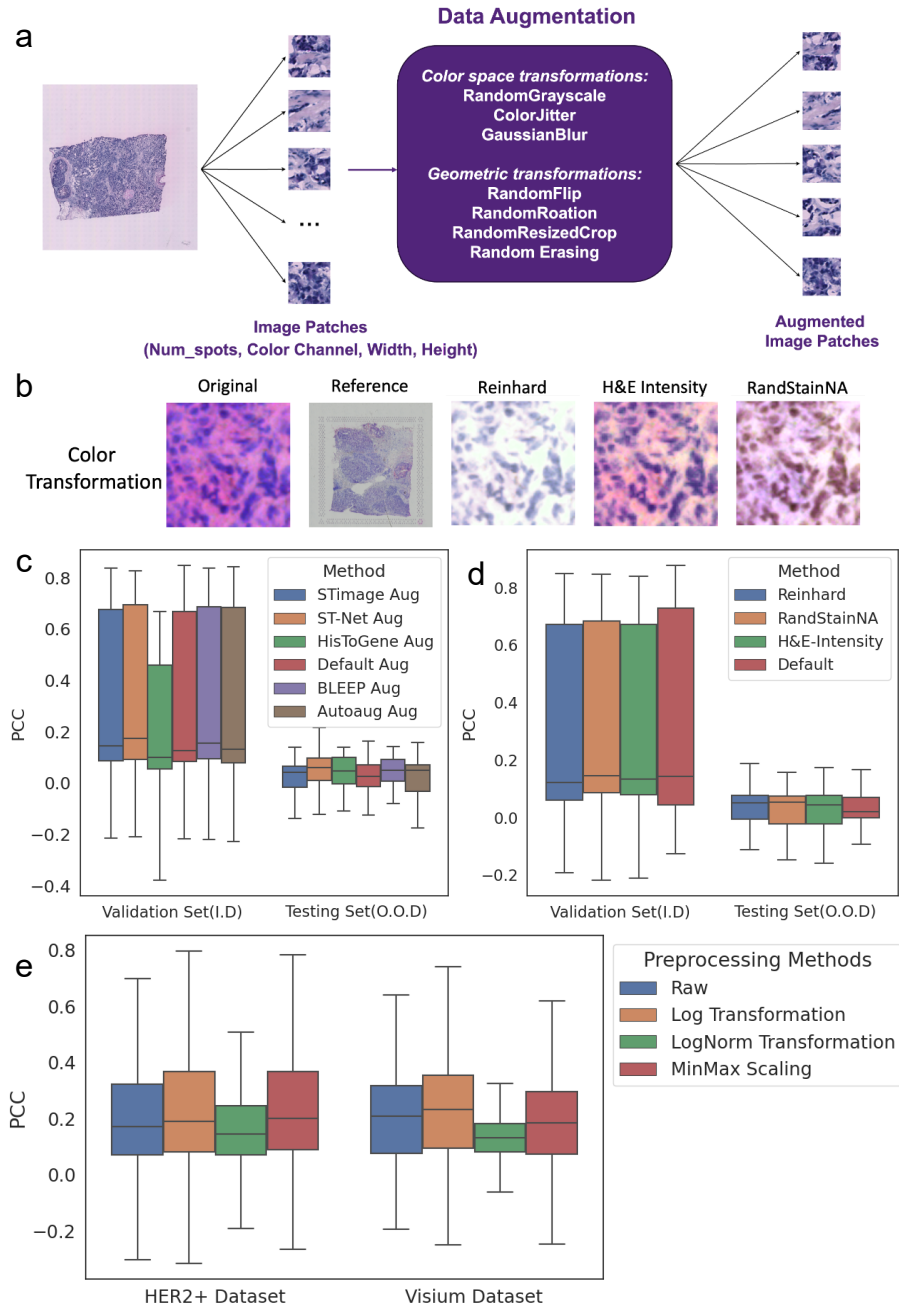 a
Data Augmentation
Color space transformations:
RandomGrayscale
ColorJitter
GaussianBlur
Geometric transformations:
RandomFlip
RandomRoation
RandomResizedCrop
Random Erasing
...
Image Patches
(Num_spots, Color Channel, Width, Height)
Augmented
Image Patches
b
Original
Reference
Reinhard
H&E Intensity
RandStainNA
Color
Transformation
c
PCC
0.8
0.6
0.4
0.2
0.0
−0.2
−0.4
Method
STimage Aug
ST-Net Aug
HisToGene Aug
Default Aug
BLEEP Aug
Autoaug Aug
Validation Set(I.D)
Testing Set(O.O.D)
d
PCC
0.8
0.6
0.4
0.2
0.0
−0.2
Method
Reinhard
RandStainNA
H&E-Intensity
Default
Validation Set(I.D)
Testing Set(O.O.D)
e
PCC
0.8
0.6
0.4
0.2
0.0
−0.2
HER2+ Dataset
Visium Dataset
Preprocessing Methods
Raw
Log Transformation
LogNorm Transformation
MinMax Scaling